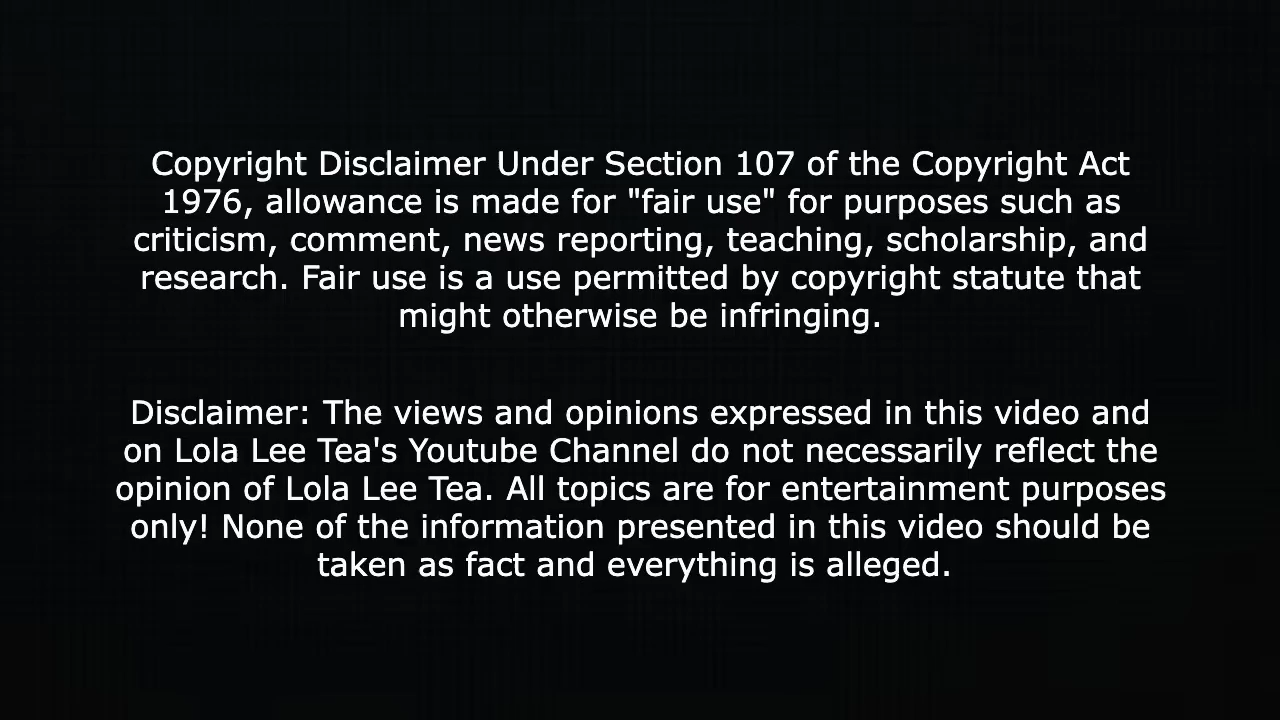 Copyright Disclaimer Under Section 107 of the Copyright Act
1976, allowance is made for "fair use" for purposes such as
criticism, comment, news reporting, teaching, scholarship, and
research. Fair use is a use permitted by copyright statute that
might otherwise be infringing.
Disclaimer: The views and opinions expressed in this video and
on Lola Lee Tea's Youtube Channel do not necessarily reflect the
opinion of Lola Lee Tea. All topics are for entertainment purposes
only! None of the information presented in this video should be
taken as fact and everything is alleged.